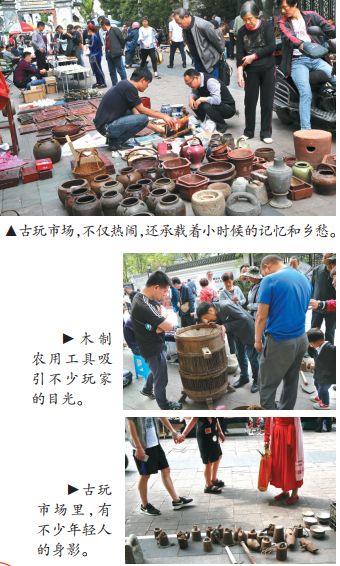 ▲古玩市场,不仅热闹,还承载着小时候的记忆和乡愁。
▶木制
农用工具吸
引不少玩家
的目光。
▶古玩
市场里,有
不少年轻人
的身影。